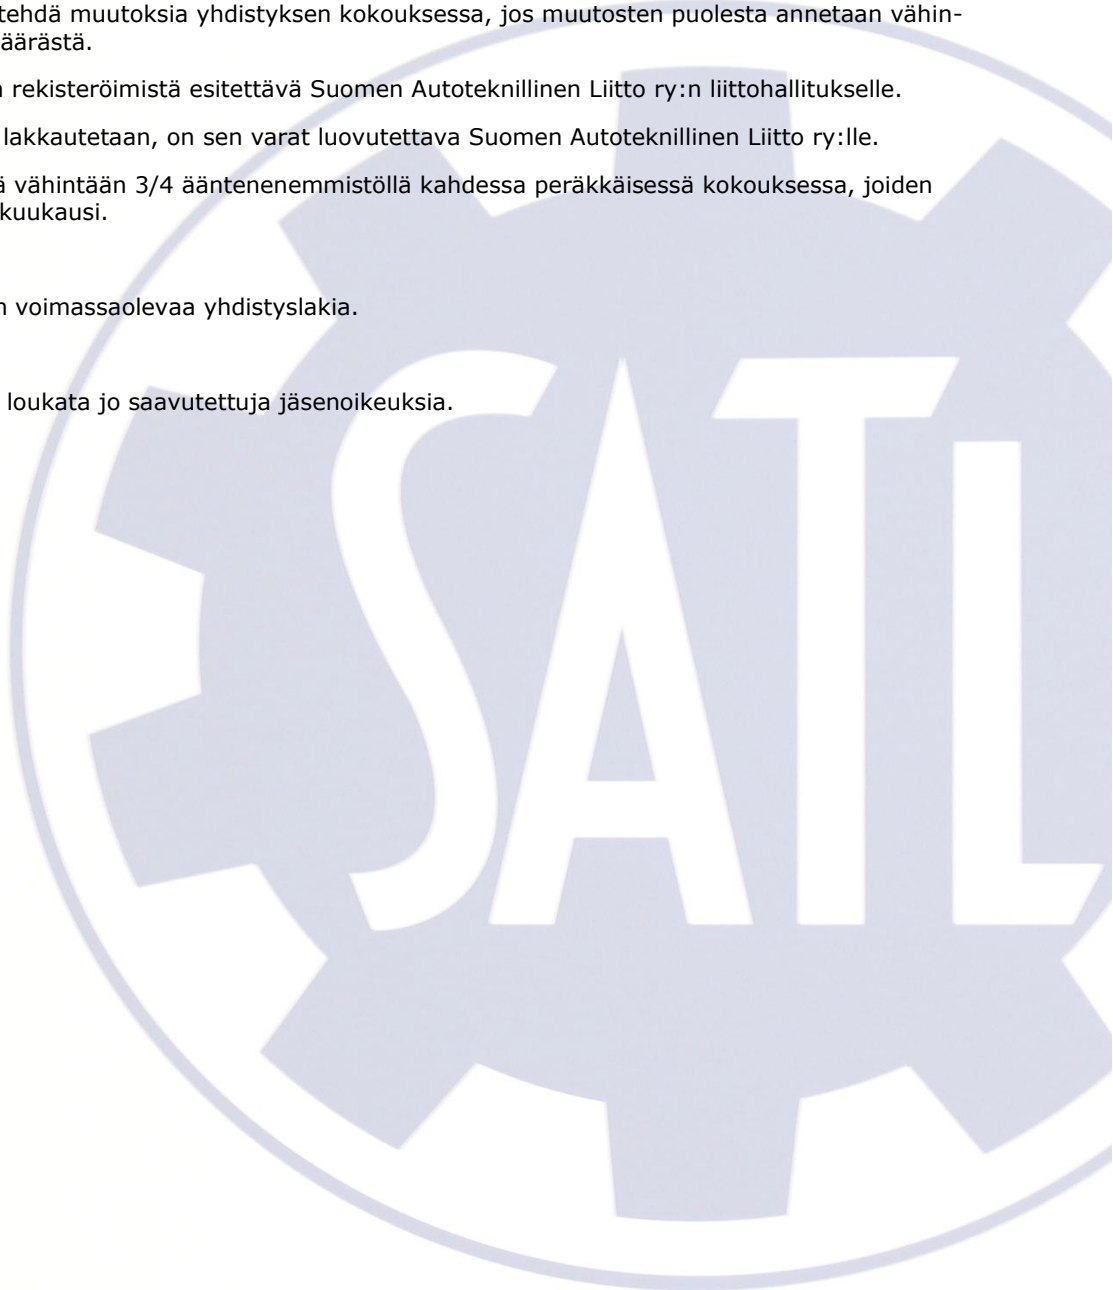 tehdä muutoksia yhdistyksen kokouksessa, jos muutosten puolesta annetaan vähin-
äärästä.
rekisteröimistä esitettävä Suomen Autoteknillinen Liitto ry:n liittohallitukselle.
lakkautetaan, on sen varat luovutettava Suomen Autoteknillinen Liitto ry:lle.
vähintään 3/4 ääntenenemmistöllä kahdessa peräkkäisessä kokouksessa, joiden
kuukausi.
voimassaolevaa yhdistyslakia.
loukata jo saavutettuja jäsenoikeuksia.
SATL